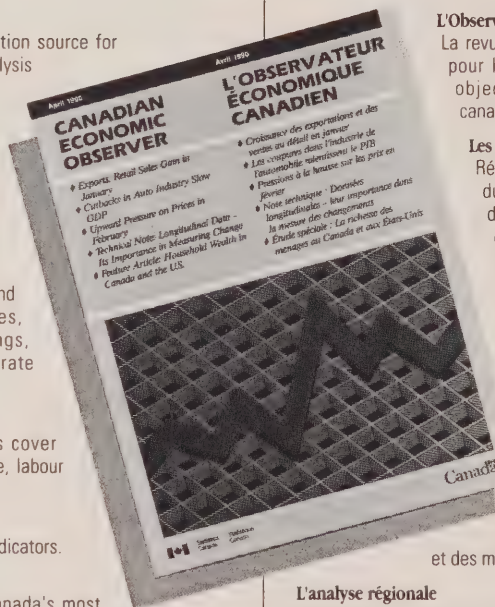 tion source for
lysis
nd
es,
ngs,
rate
s cover
e, labour
dicators.
nada's most
Avril 1990
CANADIAN
ECONOMIC
OBSERVER
♦ Exports, Retail Sales Gain in
January
♦ Cutbacks in Auto Industry Slow
GDP
♦ Upward Pressure on Prices in
February
♦ Technical Note: Longitudinal Data -
Its Importance in Measuring Change
♦ Feature Article: Household Wealth in
Canada and the U.S.
Avril 1990
L'OBSERVATEUR
ÉCONOMIQUE
CANADIEN
♦ Croissance des exportations et des
ventes au détail en janvier
♦ Les coupures dans l'industrie de
l'automobile ralentissent le PIB
♦ Pressions à la hausse sur les prix en
février
♦ Note technique - Données
longitudinales - leur importance dans
la mesure des changements
♦ Étude spéciale : La richesse des
ménages au Canada et aux États-Unis
Statistics Statistique
Canada Canada
Canada
L'Observ
La revu
pour l
objec
cana
Les
Ré
du
d
et des m
L'analyse régionale